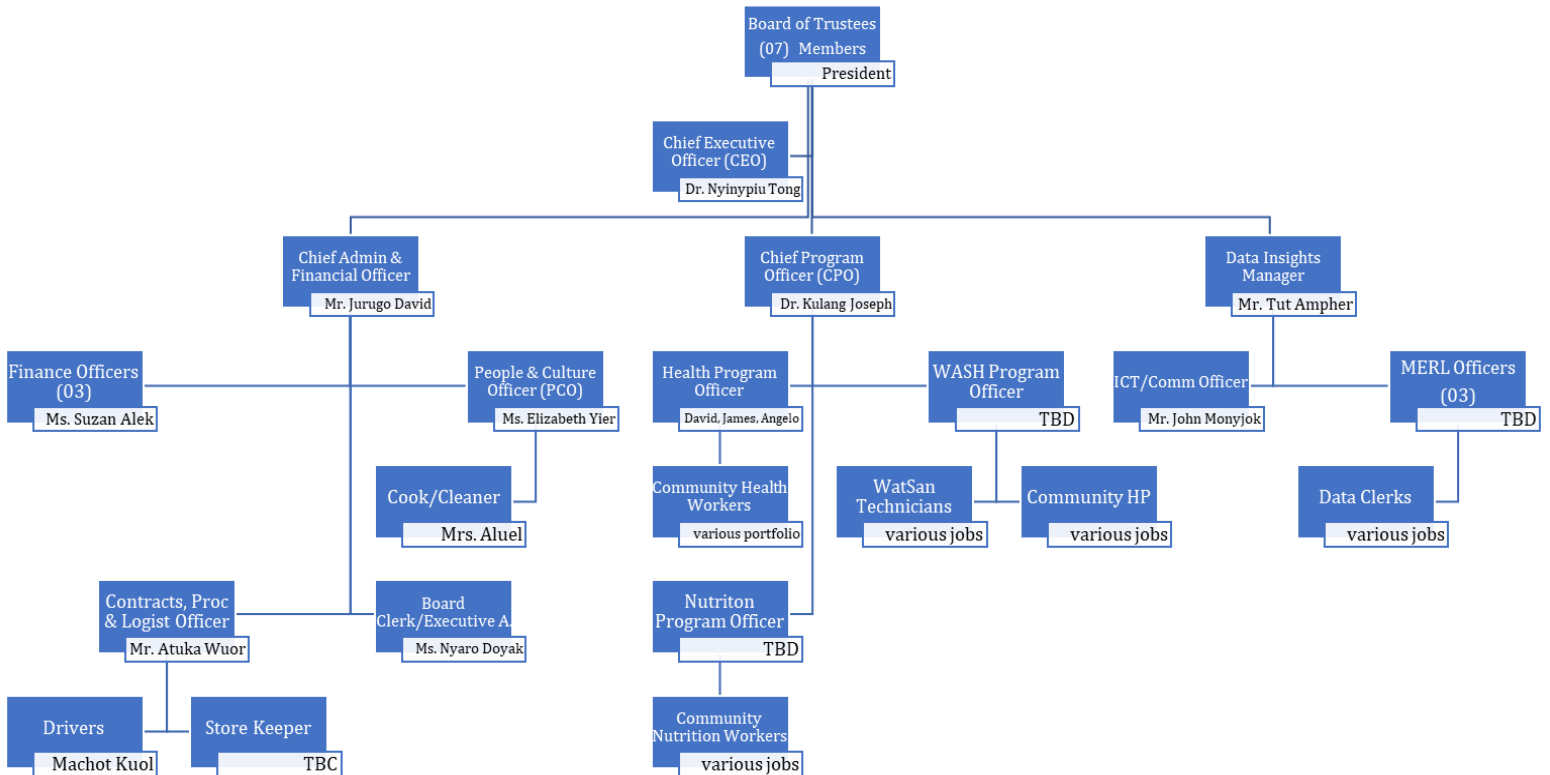 Board of Trustees
(07) Members
President
Chief Executive
Officer (CEO)
Dr. Nyinypiu Tong
Chief Admin &
Financial Officer
Mr. Jurugo David
Chief Program
Officer (CPO)
Dr. Kulang Joseph
Data Insights
Manager
Mr. Tut Ampher
Finance Officers
(03)
Ms. Suzan Alek
People & Culture
Officer (PCO)
Ms. Elizabeth Yier
Health Program
Officer
David, James, Angelo
WASH Program
Officer
TBD
ICT/Comm Officer
Mr. John Monyjok
MERL Officers
(03)
TBD
Cook/Cleaner
Mrs. Aluel
Community Health
Workers
various portfolio
WatSan
Technicians
various jobs
Community HP
various jobs
Data Clerks
various jobs
Contracts, Proc
& Logist Officer
Mr. Atuka Wuor
Board
Clerk/Executive A.
Ms. Nyaro Doyak
Nutriton
Program Officer
TBD
Drivers
Machot Kuol
Store Keeper
TBC
Community
Nutrition Workers
various jobs